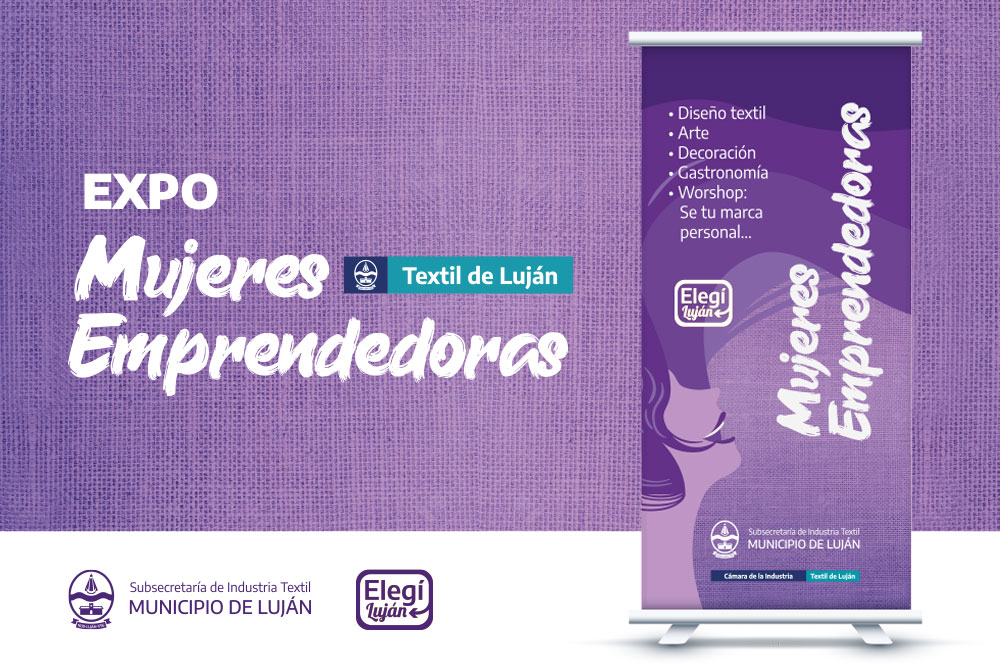 EXPO
Mujeres
Textil de Luján
Emprendedoras
Subsecretaría de Industria Textil
MUNICIPIO DE LUJÁN
Elegí
Luján
• Diseño textil
• Arte
• Decoración
• Gastronomía
• Worshop:
Se tu marca
personal...
Elegí
Luján
Mujeres
Emprendedoras
Subsecretaría de Industria Textil
MUNICIPIO DE LUJÁN
Cámara de la Industria
Textil de Luján